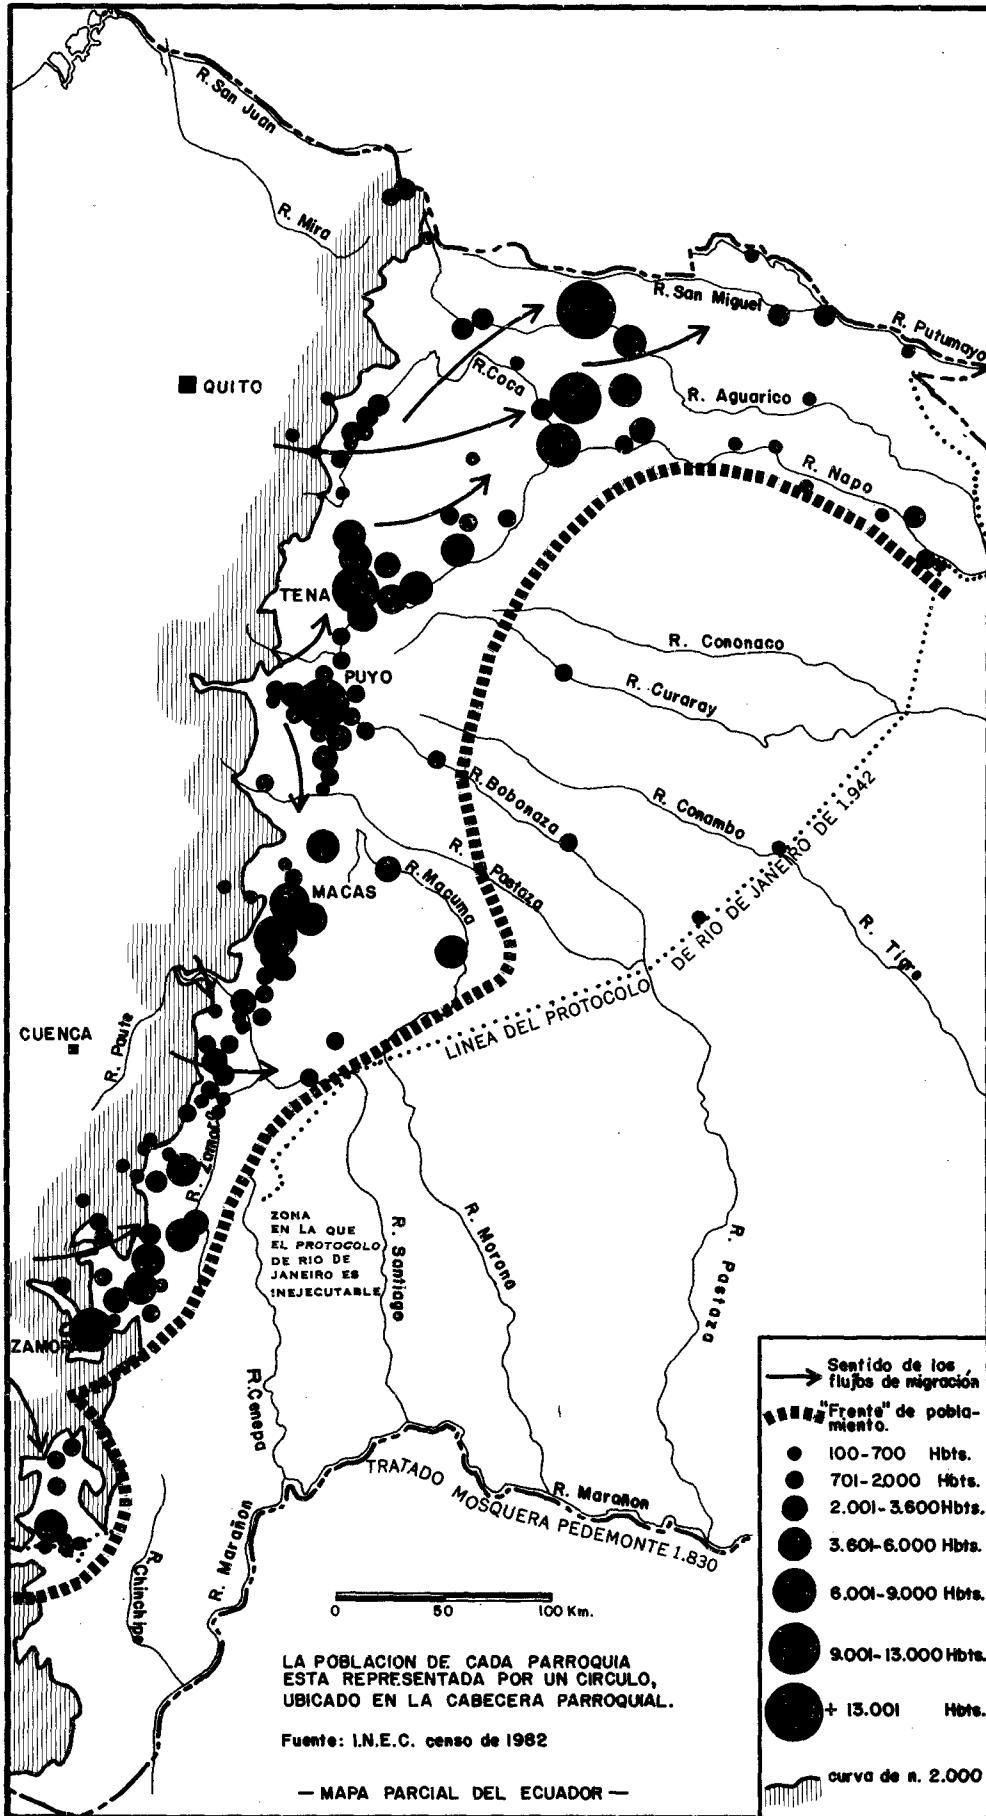 R. San Juan
R. Mira
R. San Miguel
R. Putumayo
QUITO
R. Coca
R. Aguarico
R. Napo
TENA
R. Cononaco
PUYO
R. Curaray
R. Bobonaza
R. Conambo
LINEA DEL PROTOCOLO DE RIO DE JANEIRO DE 1.942
R. Pastaza
R. Macuma
MACAS
R. Tigre
CUENCA
R. Paute
R. Zamora
ZONA
EN LA QUE
EL PROTOCOLO
DE RIO DE
JANEIRO ES
INEJECUTABLE
R. Santiago
R. Morona
R. Pastaza
ZAMORA
R. Cenepa
R. Marañon
TRATADO MOSQUERA PEDEMONTE 1.830
R. Marañon
R. Chinchipe
0 50 100 Km.
LA POBLACION DE CADA PARROQUIA
ESTA REPRESENTADA POR UN CIRCULO,
UBICADO EN LA CABECERA PARROQUIAL.
Fuente: I.N.E.C. censo de 1982
— MAPA PARCIAL DEL ECUADOR —
Sentido de los
flujos de migración
"Frente" de pobla-
miento.
100-700 Hbts.
701-2.000 Hbts.
2.001-3.600 Hbts.
3.601-6.000 Hbts.
6.001-9.000 Hbts.
9.001-13.000 Hbts.
+ 13.001 Hbts.
curva de n. 2.000